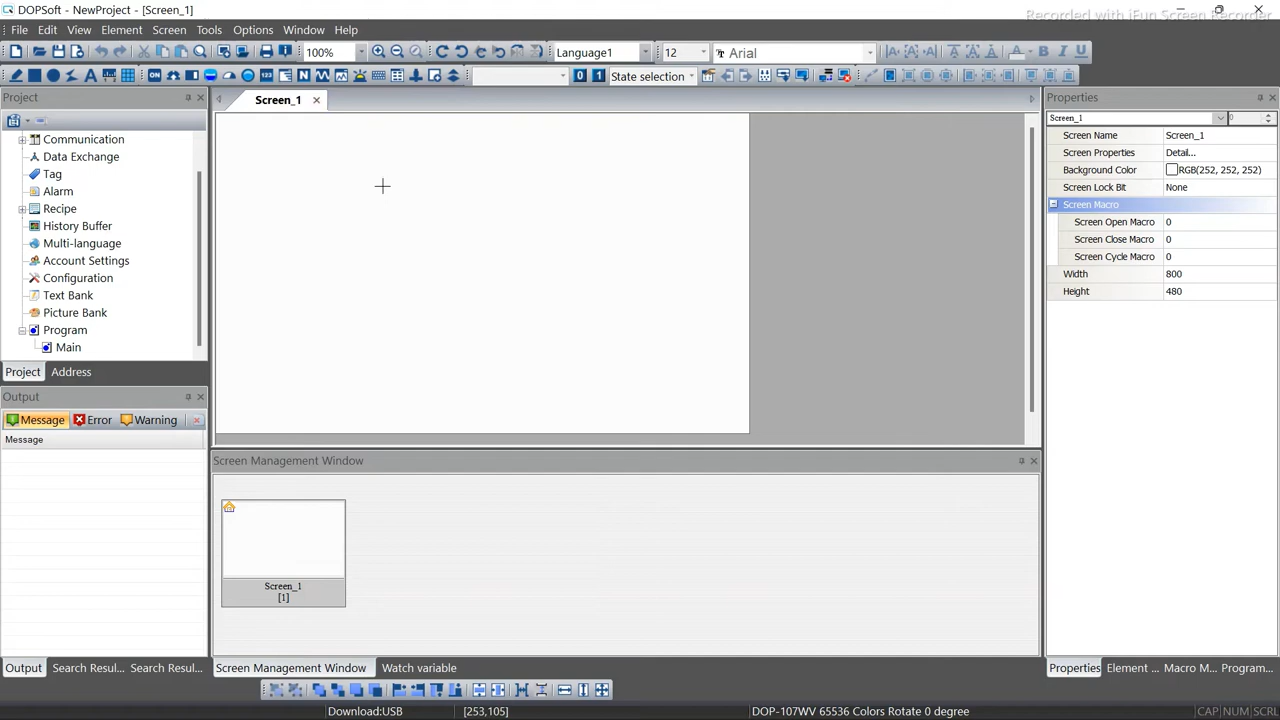 DOPSoft - NewProject - [Screen_1]
Recorded with iFun Screen Recorder
File Edit View Element Screen Tools Options Window Help
100% Language1 12 Arial
State selection
Project
Screen_1
Properties
Screen_1
Communication
Data Exchange
Tag
Alarm
Recipe
History Buffer
Multi-language
Account Settings
Configuration
Text Bank
Picture Bank
Program
Main
Project Address
Screen Name Screen_1
Screen Properties Detail...
Background Color RGB(252, 252, 252)
Screen Lock Bit None
Screen Macro
Screen Open Macro 0
Screen Close Macro 0
Screen Cycle Macro 0
Width 800
Height 480
Output
Message Error Warning
Message
Screen Management Window
Screen_1
[1]
Output Search Resul... Search Resul...
Screen Management Window Watch variable
Properties Element ... Macro M... Program...
Download:USB [253,105] DOP-107WV 65536 Colors Rotate 0 degree
CAP NUM SCRL